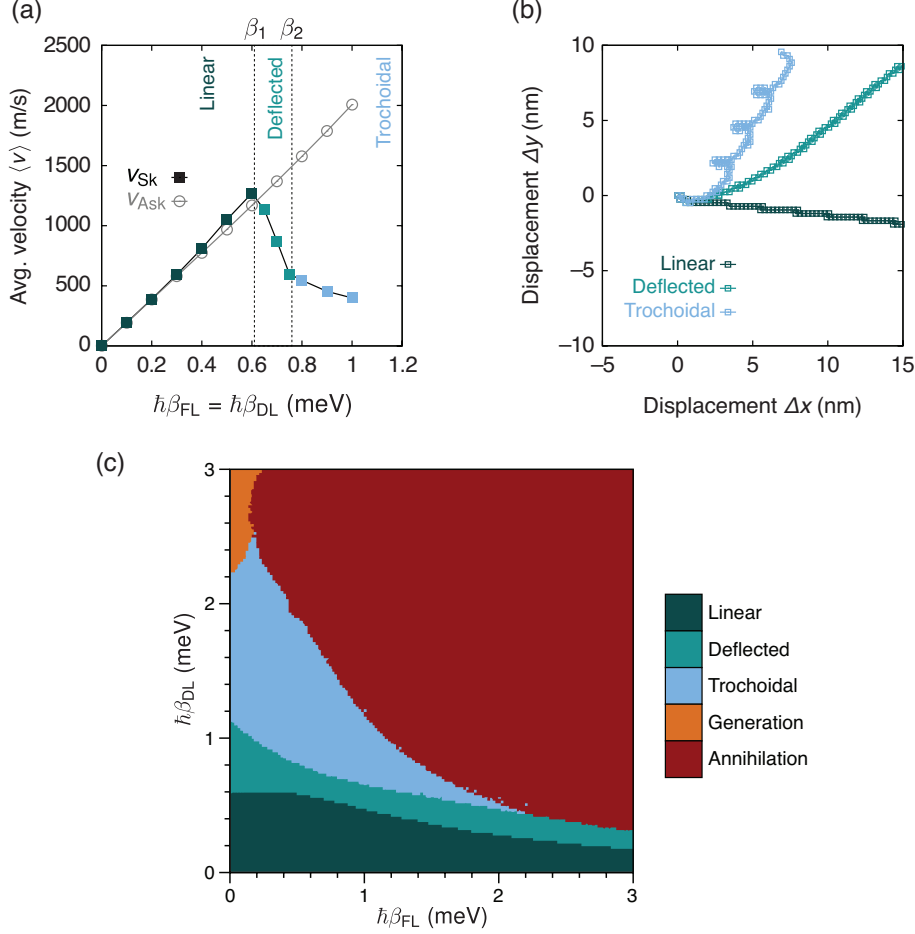 (a)
β1 β2
2500
2000
1500
1000
500
0
Avg. velocity ⟨v⟩ (m/s)
Linear
Deflected
Trochoidal
vSk
vAsk
0 0.2 0.4 0.6 0.8 1 1.2
ħβFL = ħβDL (meV)
(b)
10
5
0
−5
−10
Displacement Δy (nm)
Linear
Deflected
Trochoidal
−5 0 5 10 15
Displacement Δx (nm)
(c)
3
2
1
0
ħβDL (meV)
0 1 2 3
ħβFL (meV)
Linear
Deflected
Trochoidal
Generation
Annihilation